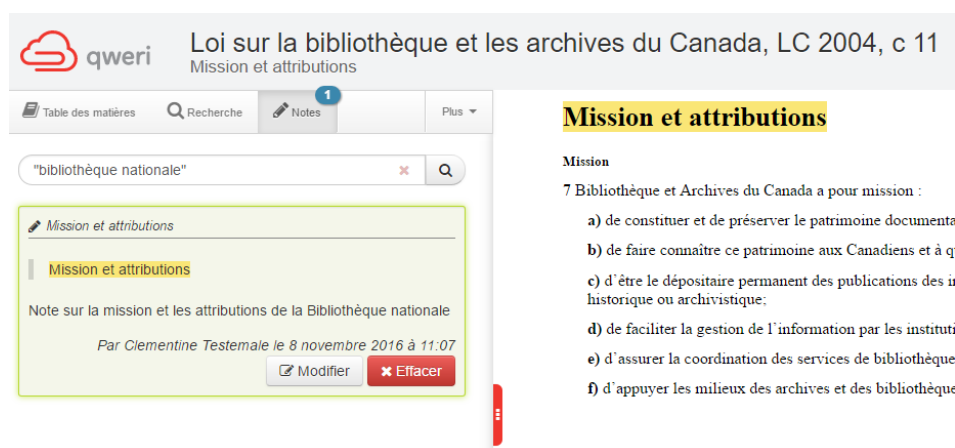 qweri
Loi sur la bibliothèque et les archives du Canada, LC 2004, c 11
Mission et attributions
Table des matières
Recherche
Notes
1
Plus
"bibliothèque nationale"
Mission et attributions
Mission et attributions
Note sur la mission et les attributions de la Bibliothèque nationale
Par Clementine Testemale le 8 novembre 2016 à
11:07
Modifier
Effacer
Mission et attributions
Mission
7 Bibliothèque et Archives du Canada a pour mission :
a) de constituer et de préserver le patrimoine documenta
b) de faire connaître ce patrimoine aux Canadiens et à q
c) d'être le dépositaire permanent des publications des i
historique ou archivistique;
d) de faciliter la gestion de l'information par les instituti
e) d'assurer la coordination des services de bibliothèque
f) d'appuyer les milieux des archives et des bibliothèque